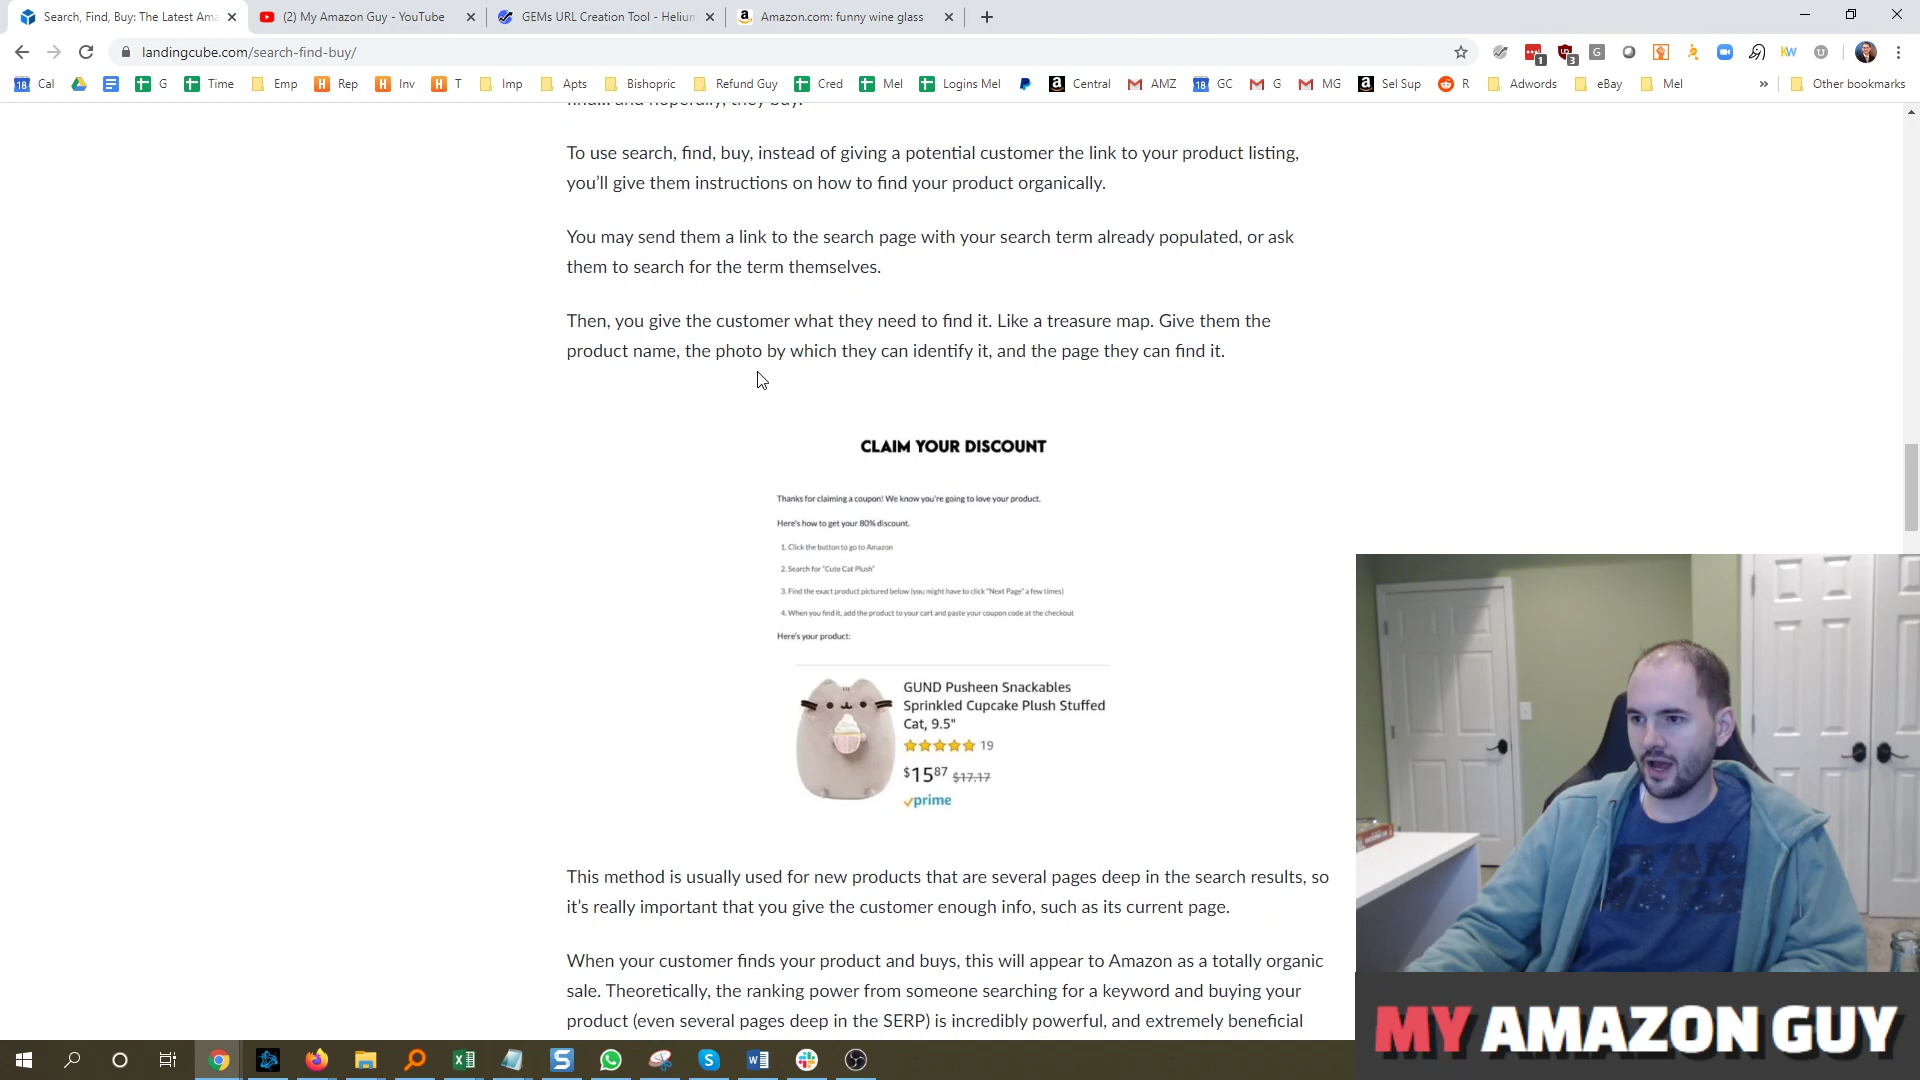 Search, Find, Buy: The Latest Ama
(2) My Amazon Guy - YouTube
GEMs URL Creation Tool - Helium
Amazon.com: funny wine glass
landingcube.com/search-find-buy/
1
3
G
KW
18 Cal
G
Time
Emp
H Rep
H Inv
H T
Imp
Apts
Bishopric
Refund Guy
Cred
Mel
Logins Mel
a Central
AMZ
18 GC
G
MG
a Sel Sup
R
Adwords
eBay
Mel
»
Other bookmarks
find... and hopefully, they buy.
To use search, find, buy, instead of giving a potential customer the link to your product listing,
you'll give them instructions on how to find your product organically.
You may send them a link to the search page with your search term already populated, or ask
them to search for the term themselves.
Then, you give the customer what they need to find it. Like a treasure map. Give them the
product name, the photo by which they can identify it, and the page they can find it.
CLAIM YOUR DISCOUNT
Thanks for claiming a coupon! We know you're going to love your product.
Here's how to get your 80% discount.
1. Click the button to go to Amazon
2. Search for "Cute Cat Plush"
3. Find the exact product pictured below (you might have to click "Next Page" a few times)
4. When you find it, add the product to your cart and paste your coupon code at the checkout
Here's your product:
GUND Pusheen Snackables
Sprinkled Cupcake Plush Stuffed
Cat, 9.5"
19
$15.87 $17.17
prime
This method is usually used for new products that are several pages deep in the search results, so
it's really important that you give the customer enough info, such as its current page.
When your customer finds your product and buys, this will appear to Amazon as a totally organic
sale. Theoretically, the ranking power from someone searching for a keyword and buying your
product (even several pages deep in the SERP) is incredibly powerful, and extremely beneficial
STAR
WARS
MY AMAZON GUY